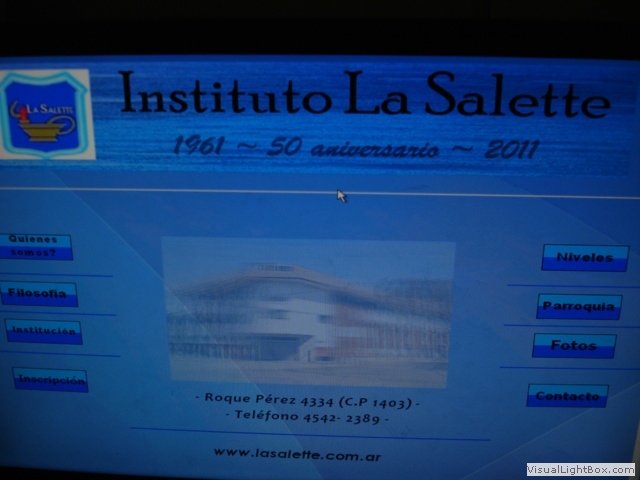 La Salette
Instituto La Salette
1961 ~ 50 aniversario ~ 2011
Quienes
somos?
Filosofia
Institución
Inscripción
Niveles
Parroquia
Fotos
Contacto
- Roque Pérez 4334 (C.P 1403) -
- Teléfono 4542- 2389 -
www.lasalette.com.ar
VisualLightBox.com